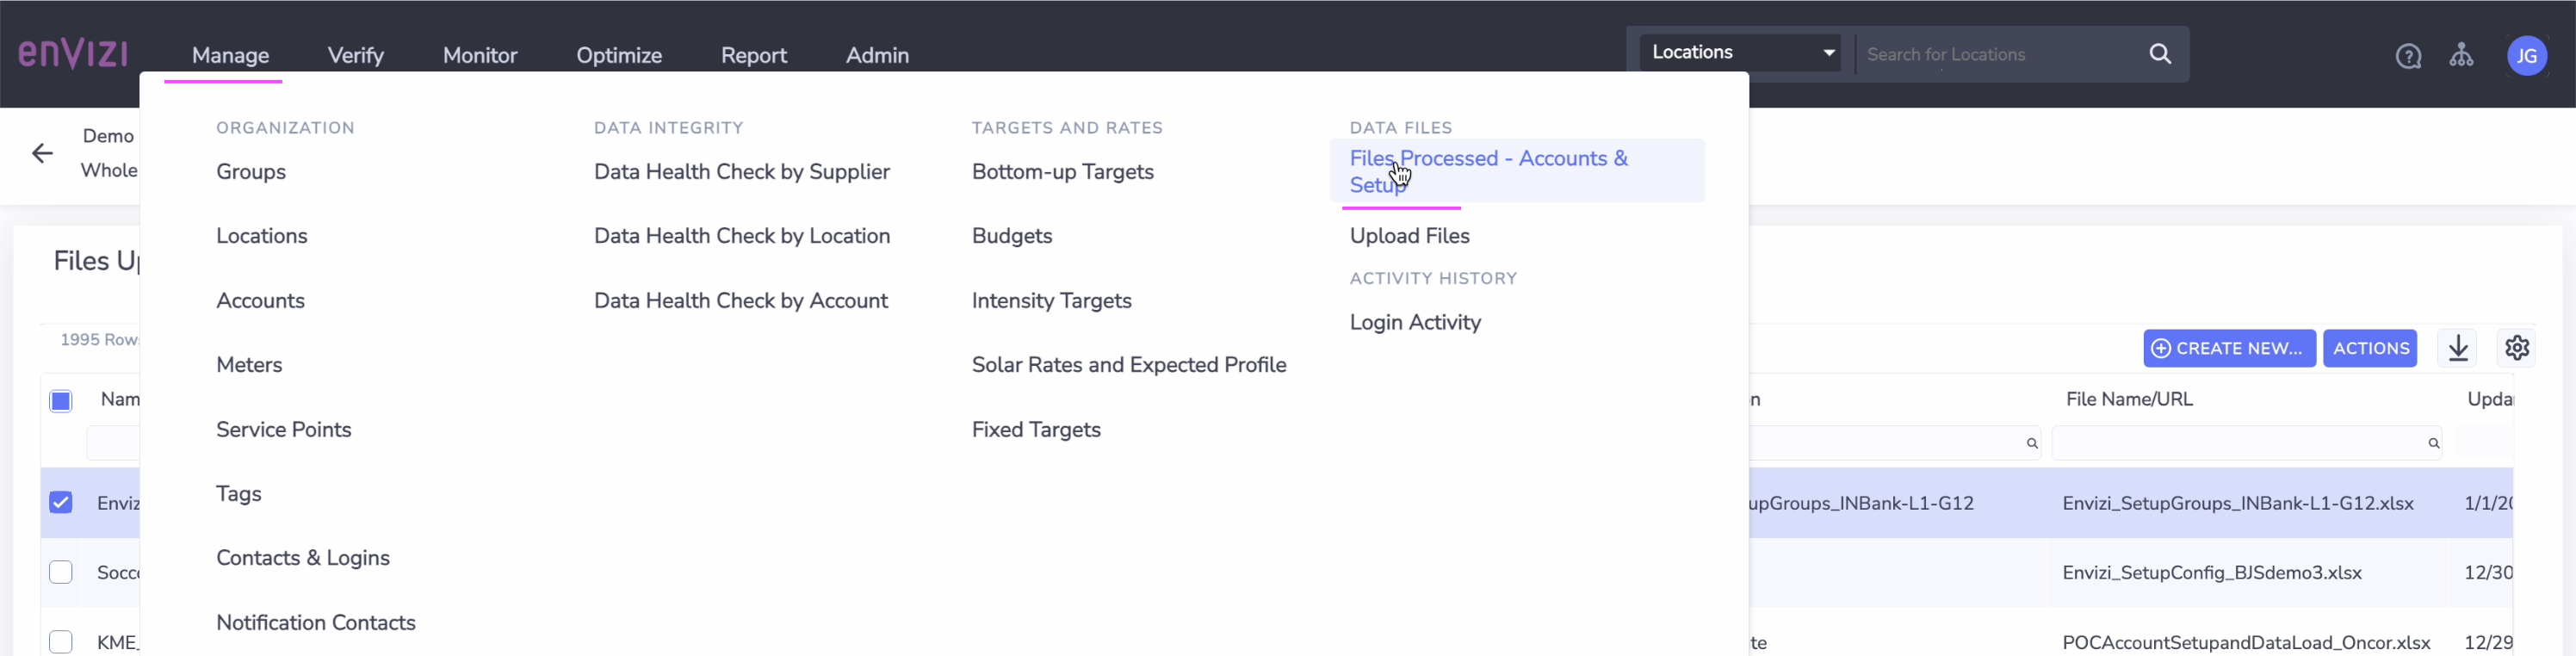 enVIZI
Manage
Verify
Monitor
Optimize
Report
Admin
Locations
Search for Locations
JG
Demo
Whole
ORGANIZATION
Groups
Locations
Accounts
Meters
Service Points
Tags
Contacts & Logins
Notification Contacts
DATA INTEGRITY
Data Health Check by Supplier
Data Health Check by Location
Data Health Check by Account
TARGETS AND RATES
Bottom-up Targets
Budgets
Intensity Targets
Solar Rates and Expected Profile
Fixed Targets
DATA FILES
Files Processed - Accounts &
Setup
Upload Files
ACTIVITY HISTORY
Login Activity
Files Up
1995 Rows
CREATE NEW...
ACTIONS
Nam
n
File Name/URL
Upda
Enviz
upGroups_INBank-L1-G12
Envizi_SetupGroups_INBank-L1-G12.xlsx
1/1/20
Socc
Envizi_SetupConfig_BJSdemo3.xlsx
12/30
KME_
te
POCAccountSetupandDataLoad_Oncor.xlsx
12/29